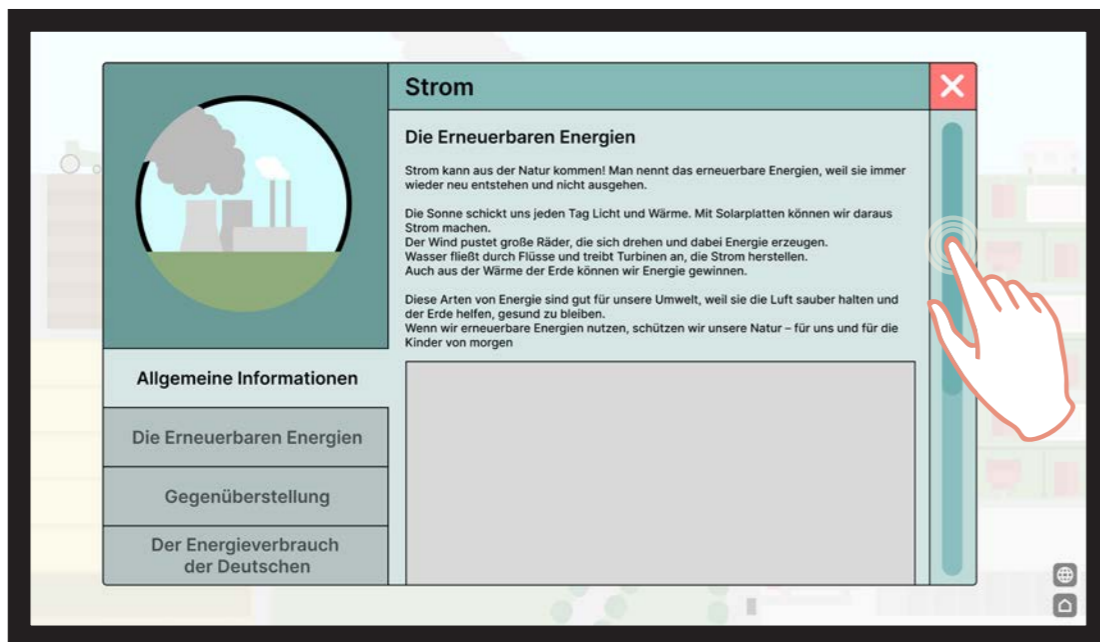 Strom
Die Erneuerbaren Energien
Strom kann aus der Natur kommen! Man nennt das erneuerbare Energien, weil sie immer
wieder neu entstehen und nicht ausgehen.
Die Sonne schickt uns jeden Tag Licht und Wärme. Mit Solarplatten können wir daraus
Strom machen.
Der Wind pustet große Räder, die sich drehen und dabei Energie erzeugen.
Wasser fließt durch Flüsse und treibt Turbinen an, die Strom herstellen.
Auch aus der Wärme der Erde können wir Energie gewinnen.
Diese Arten von Energie sind gut für unsere Umwelt, weil sie die Luft sauber halten und
der Erde helfen, gesund zu bleiben.
Wenn wir erneuerbare Energien nutzen, schützen wir unsere Natur – für uns und für die
Kinder von morgen
Allgemeine Informationen
Die Erneuerbaren Energien
Gegenüberstellung
Der Energieverbrauch
der Deutschen